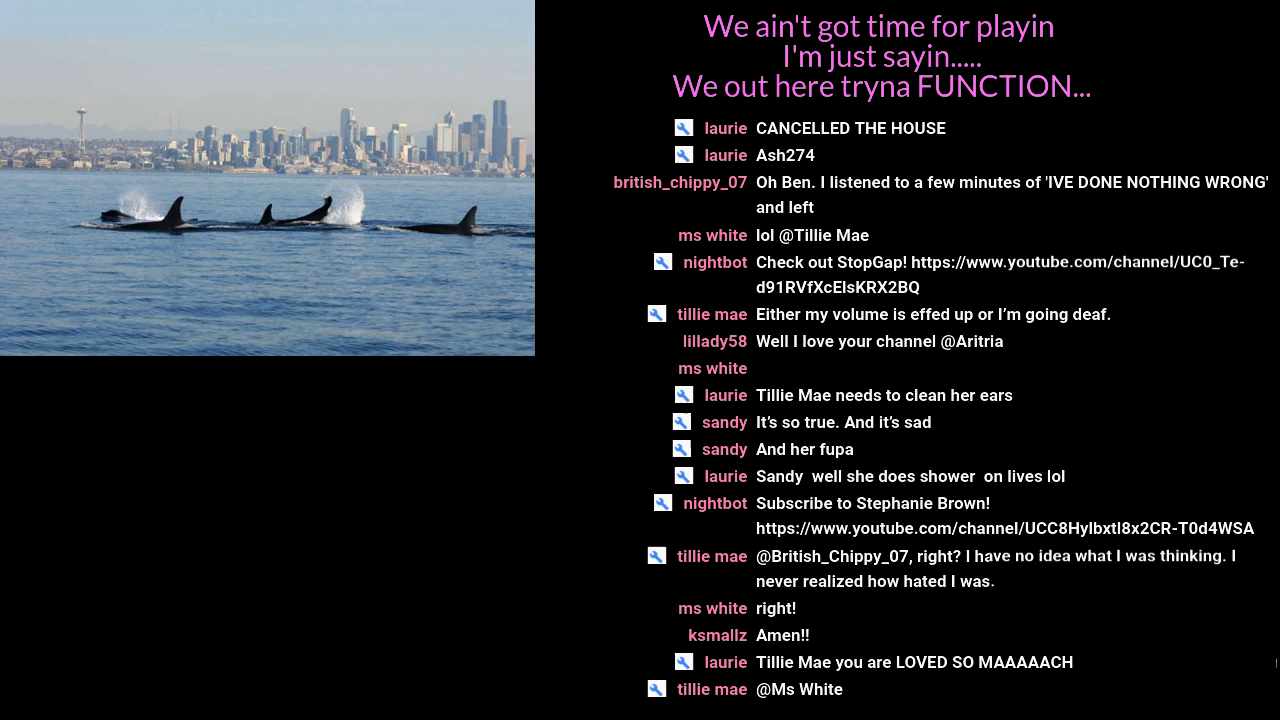 We ain't got time for playin
I'm just sayin.....
We out here tryna FUNCTION...
laurie CANCELLED THE HOUSE
laurie Ash274
british_chippy_07 Oh Ben. I listened to a few minutes of 'IVE DONE NOTHING WRONG'
and left
ms white lol @Tillie Mae
nightbot Check out StopGap! https://www.youtube.com/channel/UC0_Te-
d91RVfXcEIsKRX2BQ
tillie mae Either my volume is effed up or I’m going deaf.
lillady58 Well I love your channel @Aritria
ms white
laurie Tillie Mae needs to clean her ears
sandy It’s so true. And it’s sad
sandy And her fupa
laurie Sandy  well she does shower  on lives lol
nightbot Subscribe to Stephanie Brown!
https://www.youtube.com/channel/UCC8HyIbxtI8x2CR-T0d4WSA
tillie mae @British_Chippy_07, right? I have no idea what I was thinking. I
never realized how hated I was.
ms white right!
ksmallz Amen!!
laurie Tillie Mae you are LOVED SO MAAAAACH
tillie mae @Ms White